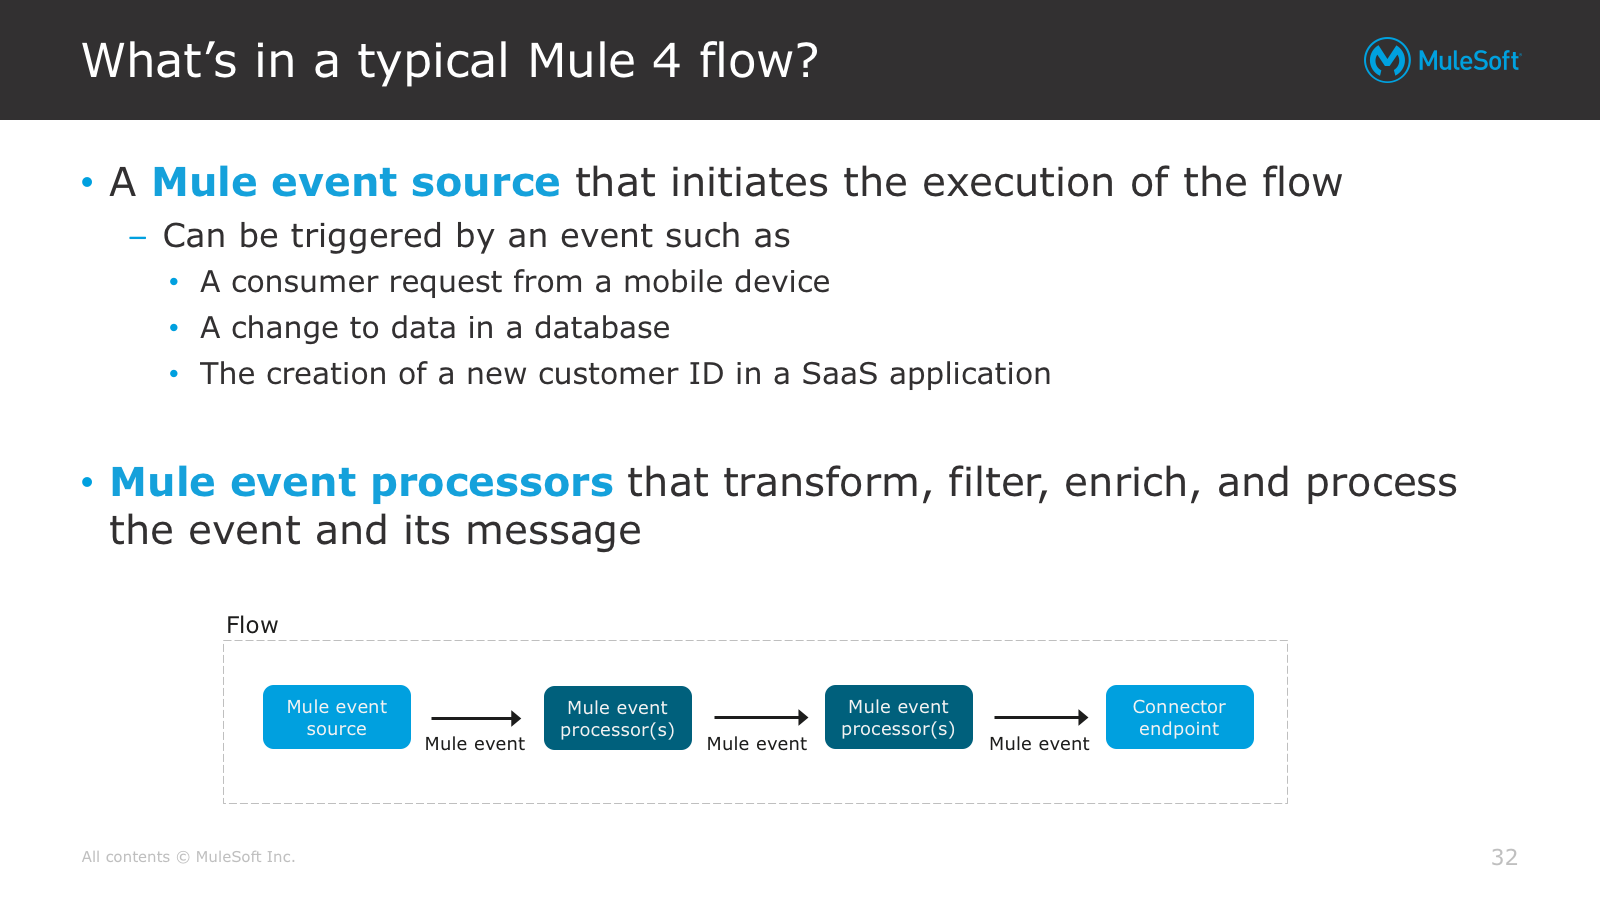 What’s in a typical Mule 4 flow?
MuleSoft
• A Mule event source that initiates the execution of the flow
– Can be triggered by an event such as
• A consumer request from a mobile device
• A change to data in a database
• The creation of a new customer ID in a SaaS application
• Mule event processors that transform, filter, enrich, and process
the event and its message
Flow
Mule event
source
Mule event
Mule event
processor(s)
Mule event
Mule event
processor(s)
Mule event
Connector
endpoint
All contents © MuleSoft Inc.
32